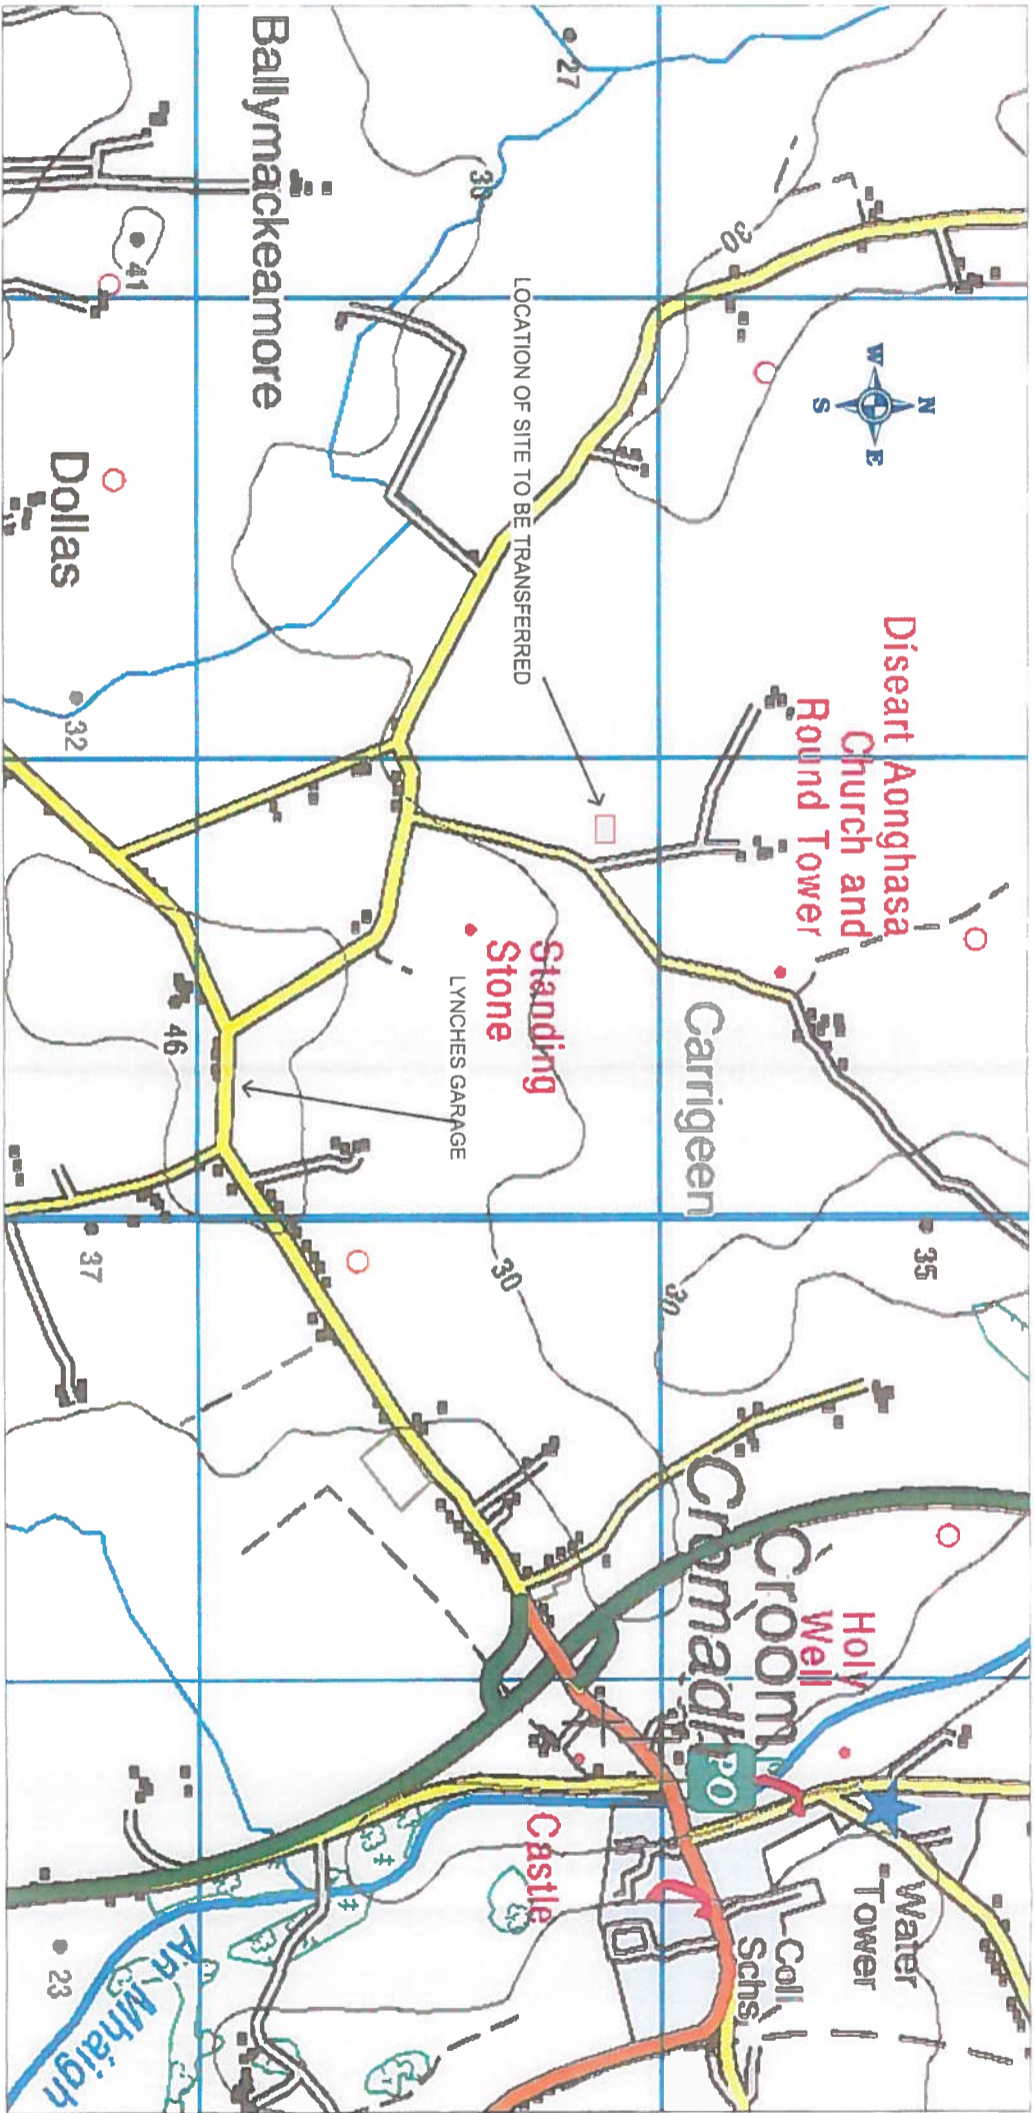 Diseart Aonghasa
Church and
Round Tower
N
W
E
S
30
27
30
LOCATION OF SITE TO BE TRANSFERRED
Ballymackeamore
41
Dollas
32
Standing
Stone
LYNCHES GARAGE
46
Carrigeen
35
30
30
37
Holy
Well
Croom
Cromadh
PO
Water
Tower
Coll
Schs
Castle
An Mháigh
23